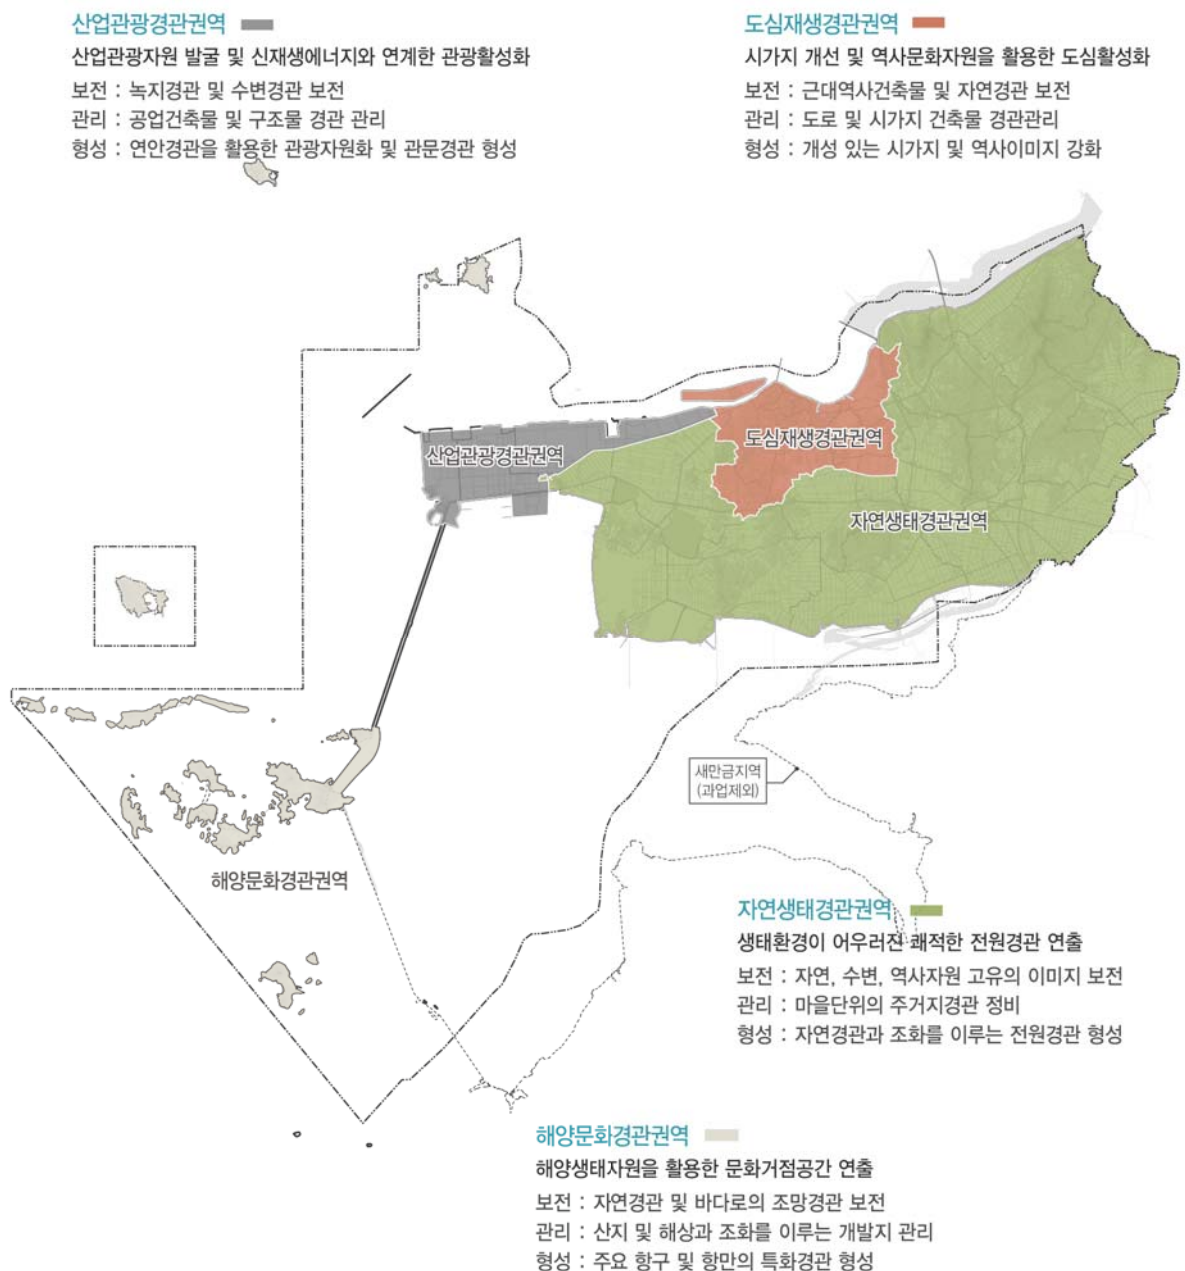 산업관광경관권역
산업관광자원 발굴 및 신재생에너지와 연계한 관광활성화
보전 : 녹지경관 및 수변경관 보전
관리 : 공업건축물 및 구조물 경관 관리
형성 : 연안경관을 활용한 관광자원화 및 관문경관 형성
도심재생경관권역
시가지 개선 및 역사문화자원을 활용한 도심활성화
보전 : 근대역사건축물 및 자연경관 보전
관리 : 도로 및 시가지 건축물 경관관리
형성 : 개성 있는 시가지 및 역사이미지 강화
도심재생경관권역
산업관광경관권역
자연생태경관권역
새만금지역
(과업제외)
해양문화경관권역
자연생태경관권역
생태환경이 어우러진 쾌적한 전원경관 연출
보전 : 자연, 수변, 역사자원 고유의 이미지 보전
관리 : 마을단위의 주거지경관 정비
형성 : 자연경관과 조화를 이루는 전원경관 형성
해양문화경관권역
해양생태자원을 활용한 문화거점공간 연출
보전 : 자연경관 및 바다로의 조망경관 보전
관리 : 산지 및 해상과 조화를 이루는 개발지 관리
형성 : 주요 항구 및 항만의 특화경관 형성